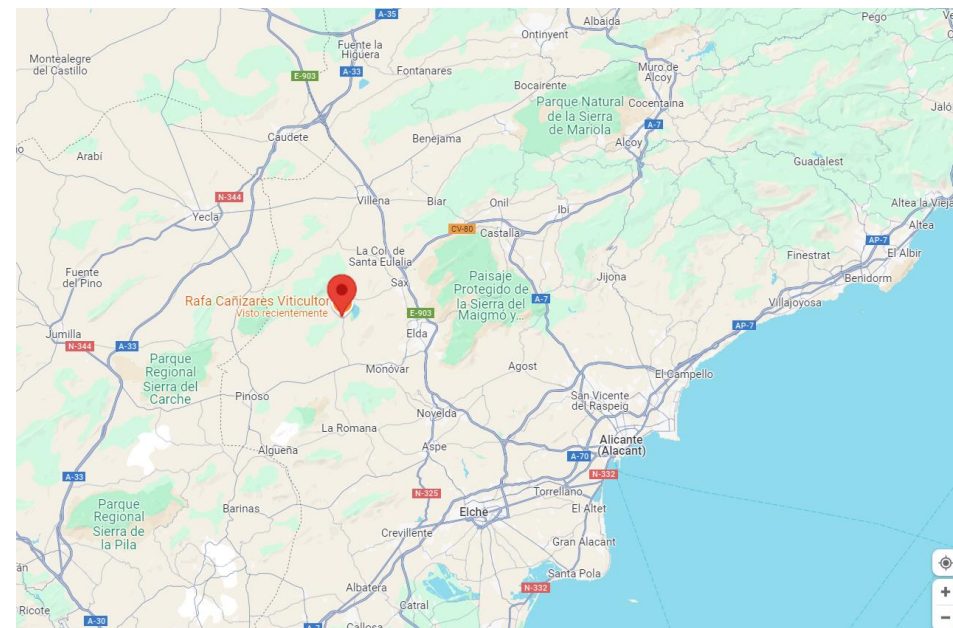 A-35
Albaida
Pego
Ontinyent
Montealegre
del Castillo
Fuente la
Higuera
E-903
A-33
Fontanares
Muro de
Alcoy
Bocairente
Parque Natural
de la Sierra
de Mariola
Cocentaina
A-7
Caudete
Benejama
Alcoy
Arabí
Guadalest
N-344
Yecla
Villena
Biar
Onil
Ibi
Altea la Vieja
CV-80
Castalla
Altea
AP-7
La Col. de
Santa Eulalia
Finestrat
El Albir
Fuente
del Pino
Sax
Paisaje
Protegido de
la Sierra del
Maigmó y...
Jijona
Benidorm
A-7
Rafa Cañizares Viticultor
Visto recientemente
Villajoyosa
E-903
AP-7
Jumilla
N-344
A-33
Elda
Parque
Regional
Sierra del
Carche
Monóvar
Agost
El Campello
Pinoso
San Vicente
del Raspeig
Novelda
La Romana
Alicante
(Alacant)
Algueña
Aspe
A-70
A-33
N-332
N-325
Torrellano
Parque
Regional
Sierra de
la Pila
Barinas
Elche
El Altet
Crevillente
Gran Alacant
Santa Pola
Albatera
N-332
Catral
Ricote
A-30
A-7
Callosa